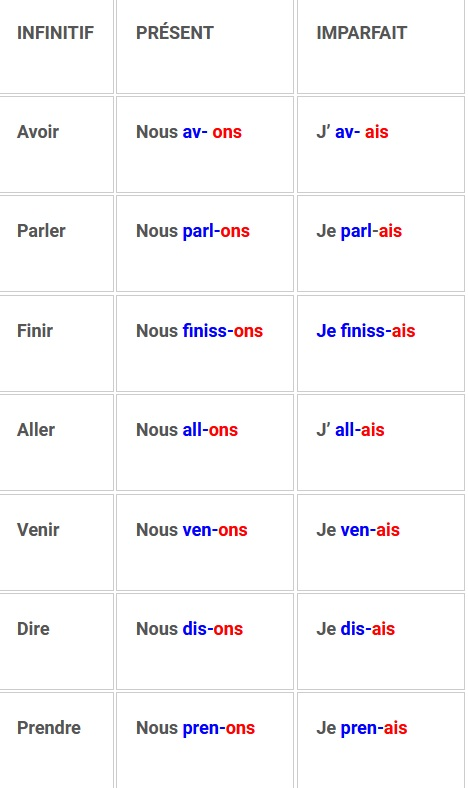 INFINITIF PRÉSENT IMPARFAIT
Avoir Nous av- ons J’ av- ais
Parler Nous parl-ons Je parl-ais
Finir Nous finiss-ons Je finiss-ais
Aller Nous all-ons J’ all-ais
Venir Nous ven-ons Je ven-ais
Dire Nous dis-ons Je dis-ais
Prendre Nous pren-ons Je pren-ais